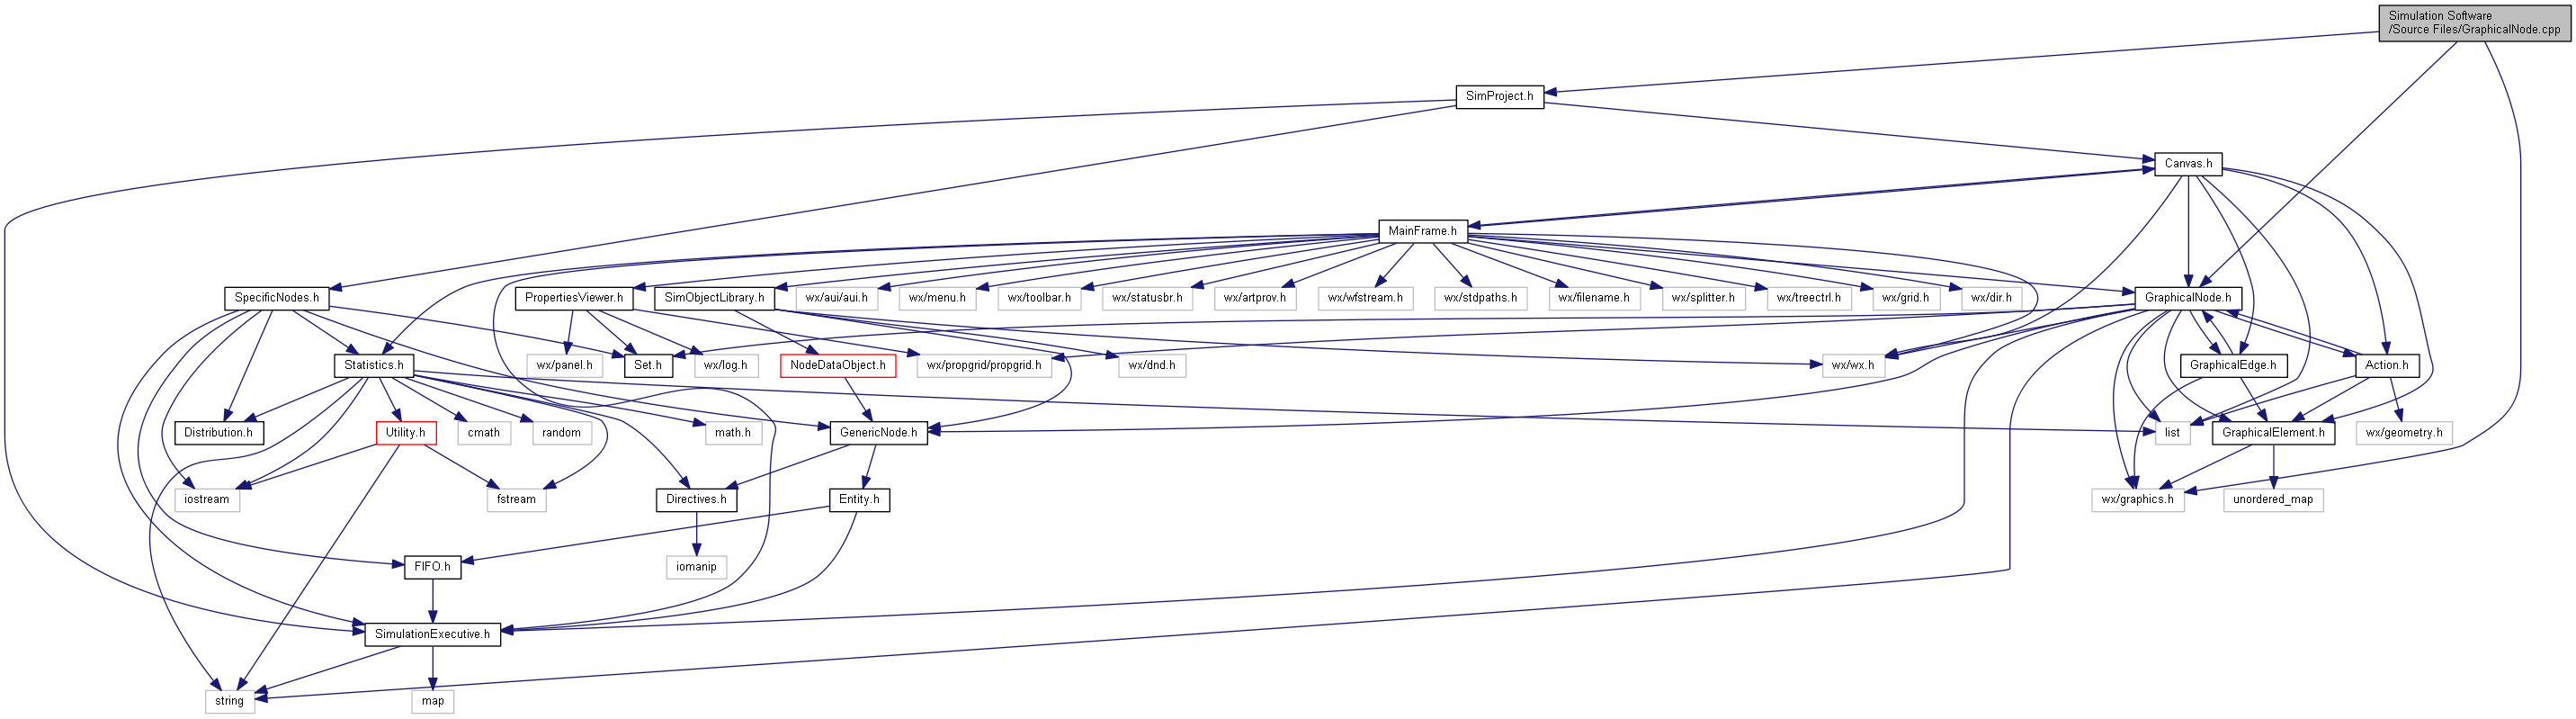 Simulation Software
/Source Files/GraphicalNode.cpp
SimProject.h
Canvas.h
MainFrame.h
SpecificNodes.h
PropertiesViewer.h
SimObjectLibrary.h
wx/aui/aui.h
wx/menu.h
wx/toolbar.h
wx/statusbr.h
wx/artprov.h
wx/wfstream.h
wx/stdpaths.h
wx/filename.h
wx/splitter.h
wx/treectrl.h
wx/grid.h
wx/dir.h
GraphicalNode.h
Statistics.h
wx/panel.h
Set.h
wx/log.h
NodeDataObject.h
wx/propgrid/propgrid.h
wx/dnd.h
wx/wx.h
GraphicalEdge.h
Action.h
Distribution.h
Utility.h
cmath
random
math.h
GenericNode.h
list
GraphicalElement.h
wx/geometry.h
iostream
fstream
Directives.h
Entity.h
wx/graphics.h
unordered_map
FIFO.h
iomanip
SimulationExecutive.h
string
map